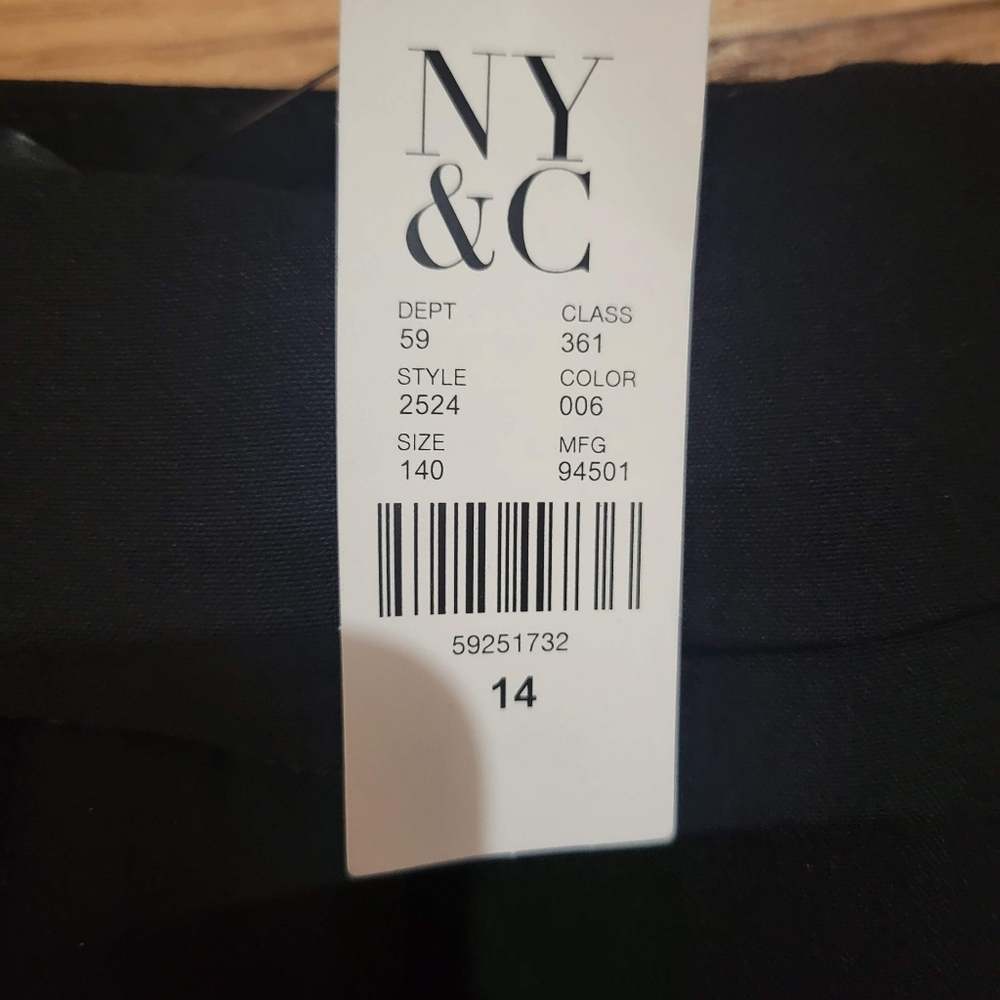 NY
&C
DEPT CLASS
59 361
STYLE COLOR
2524 006
SIZE MFG
140 94501
59251732
14